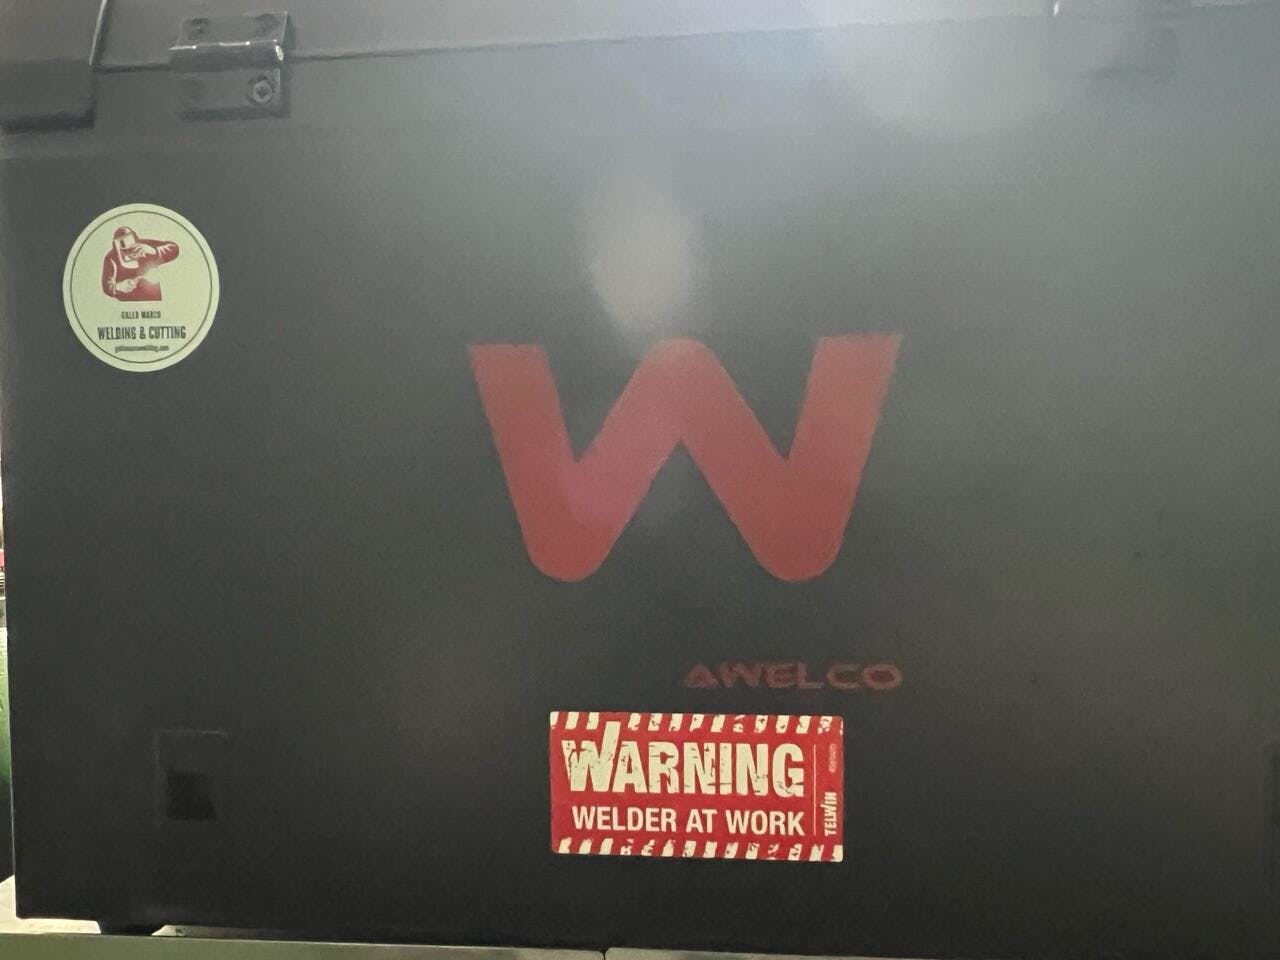 GALLO MARCO
WELDING & CUTTING
W
AWELCO
WARNING
WELDER AT WORK
TELWIN